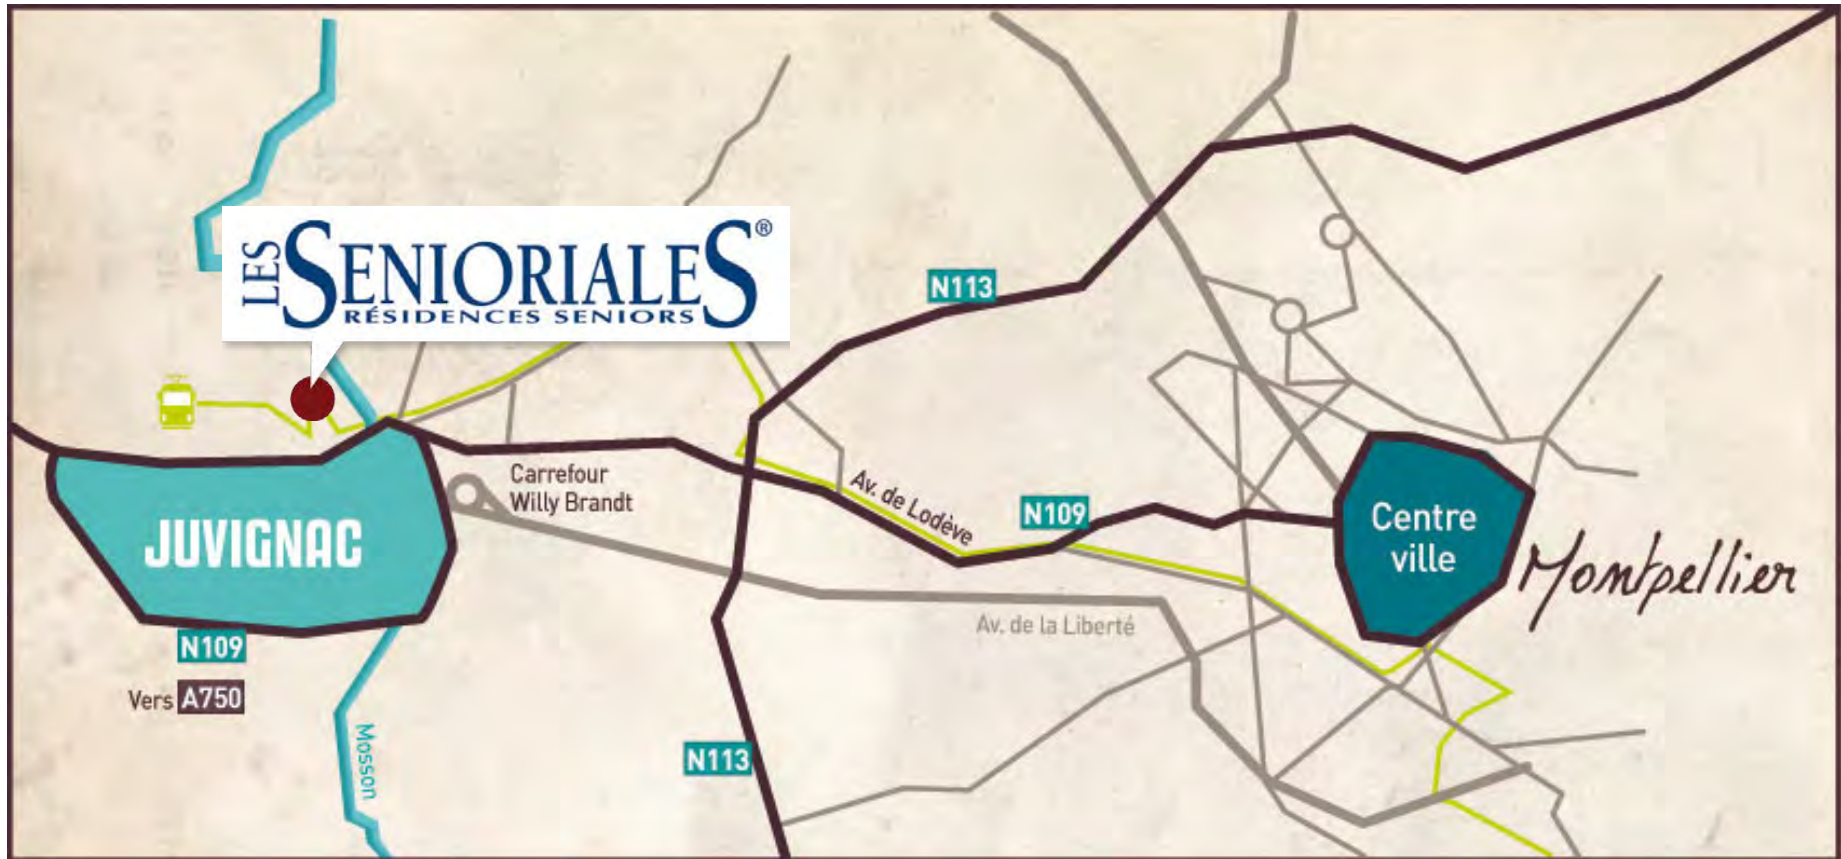 LES SENIORIALES®
RÉSIDENCES SENIORS
N113
Carrefour
Willy Brandt
Av. de Lodève
N109
Centre
ville
JUVIGNAC
Montpellier
Av. de la Liberté
N109
Vers A750
Mosson
N113